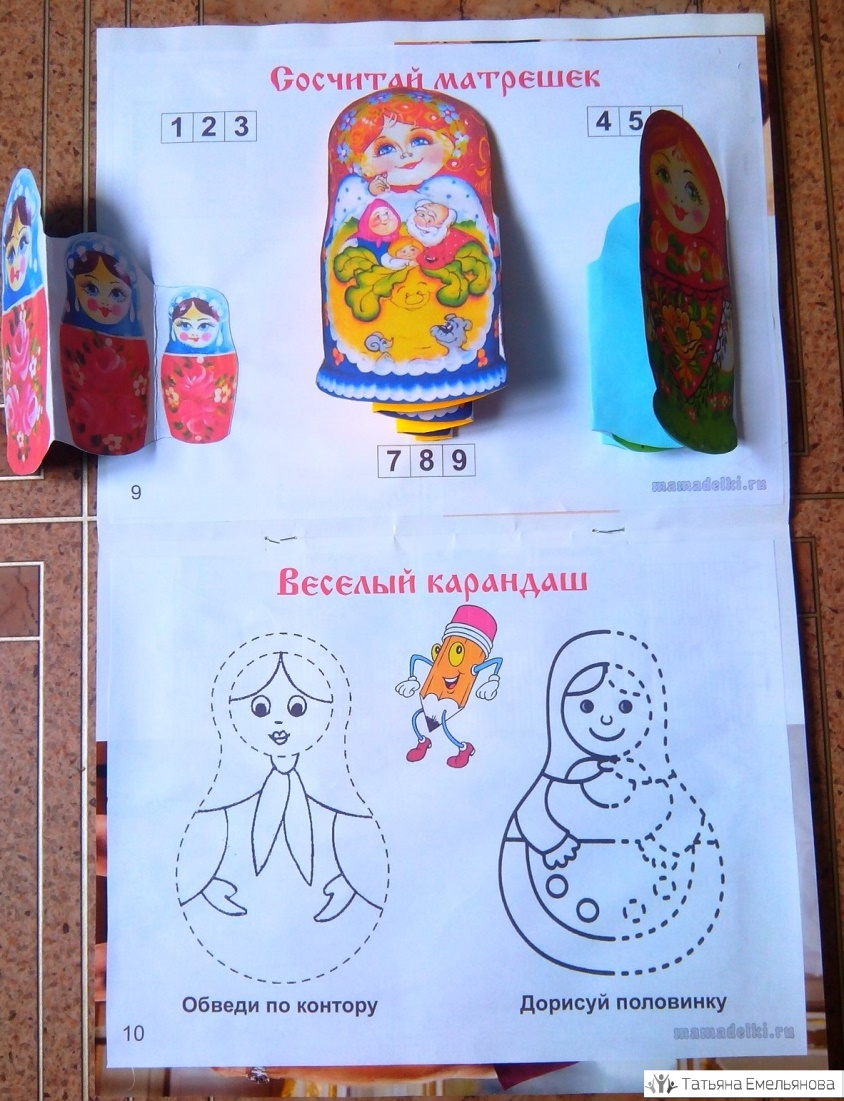 Сосчитай матрешек
1 2 3
4 5
7 8 9
9
mamadelki.ru
Веселый карандаш
Обведи по контору
Дорисуй половинку
10
mamadelki.ru
Татьяна Емельянова